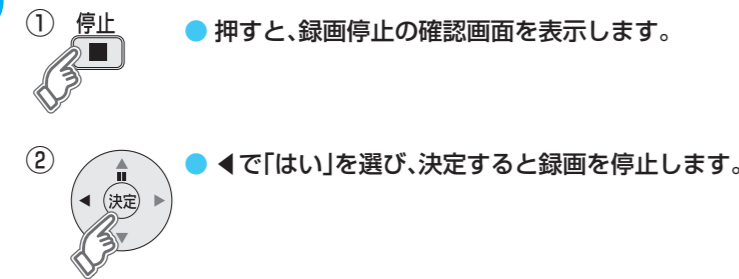 ① 停止
● 押すと、録画停止の確認画面を表示します。
②
決定
● ◀で「はい」を選び、決定すると録画を停止します。